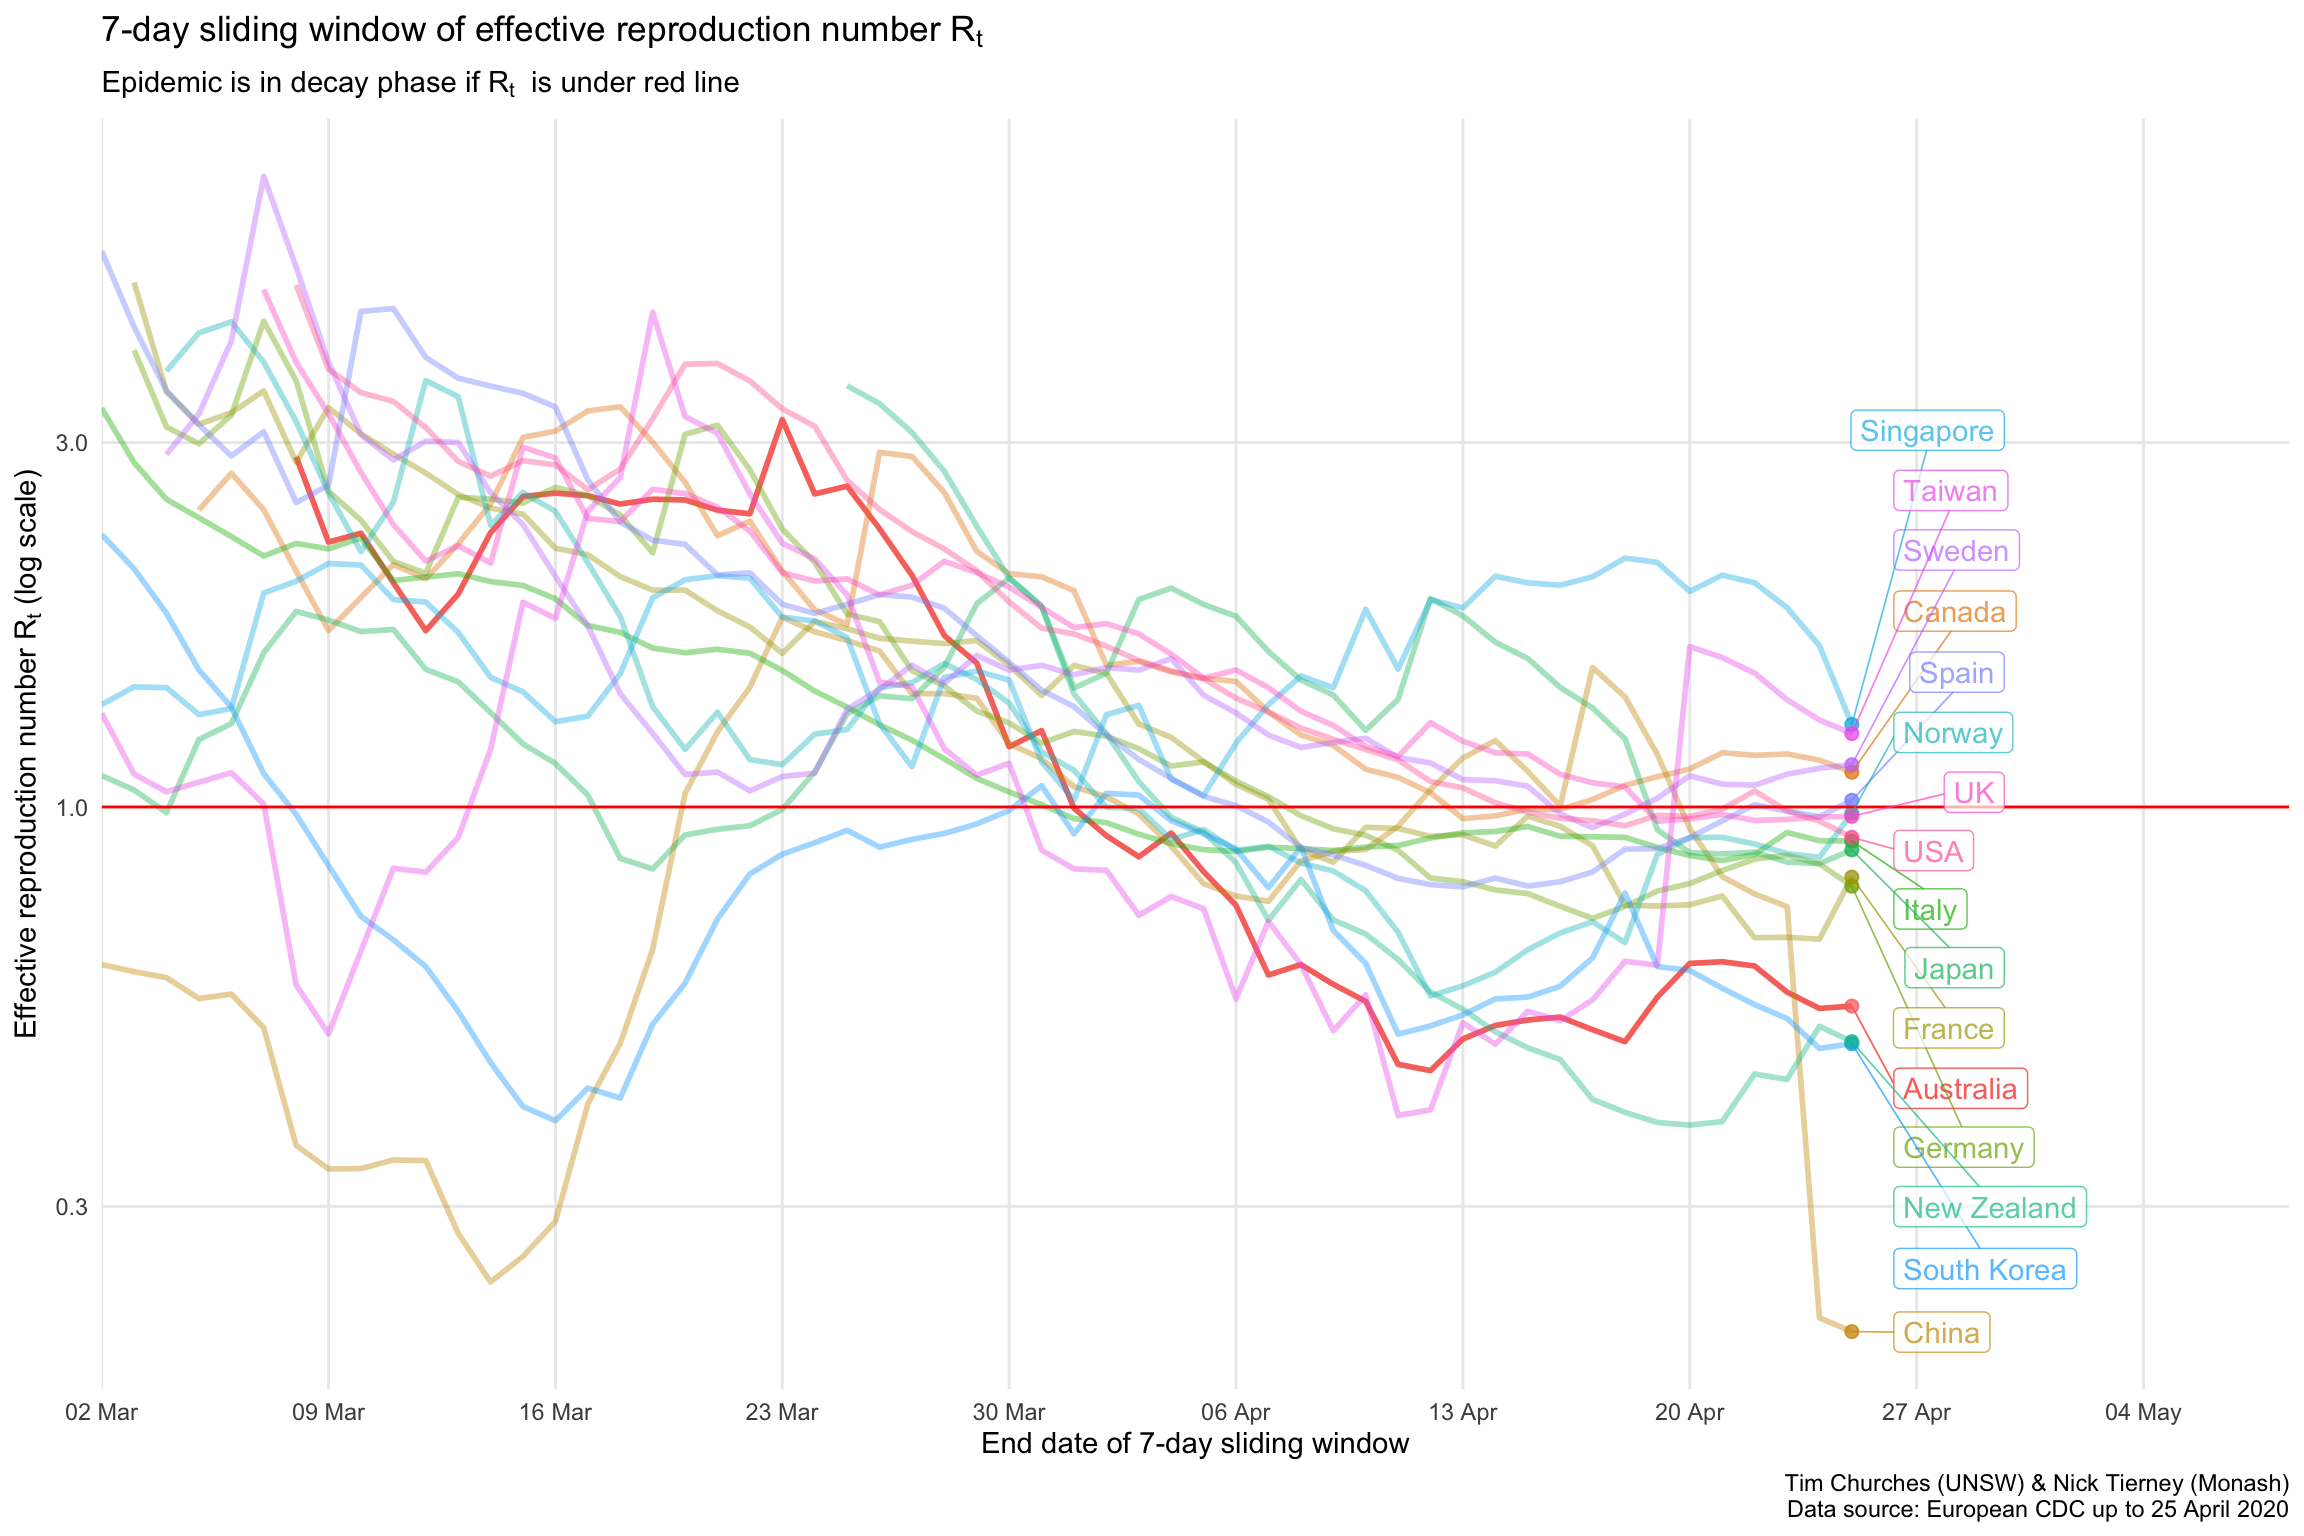 7-day sliding window of effective reproduction number Rt
Epidemic is in decay phase if Rt is under red line
Effective reproduction number Rt (log scale)
3.0
1.0
0.3
Singapore
Taiwan
Sweden
Canada
Spain
Norway
UK
USA
Italy
Japan
France
Australia
Germany
New Zealand
South Korea
China
02 Mar
09 Mar
16 Mar
23 Mar
30 Mar
06 Apr
13 Apr
20 Apr
27 Apr
04 May
End date of 7-day sliding window
Tim Churches (UNSW) & Nick Tierney (Monash)
Data source: European CDC up to 25 April 2020